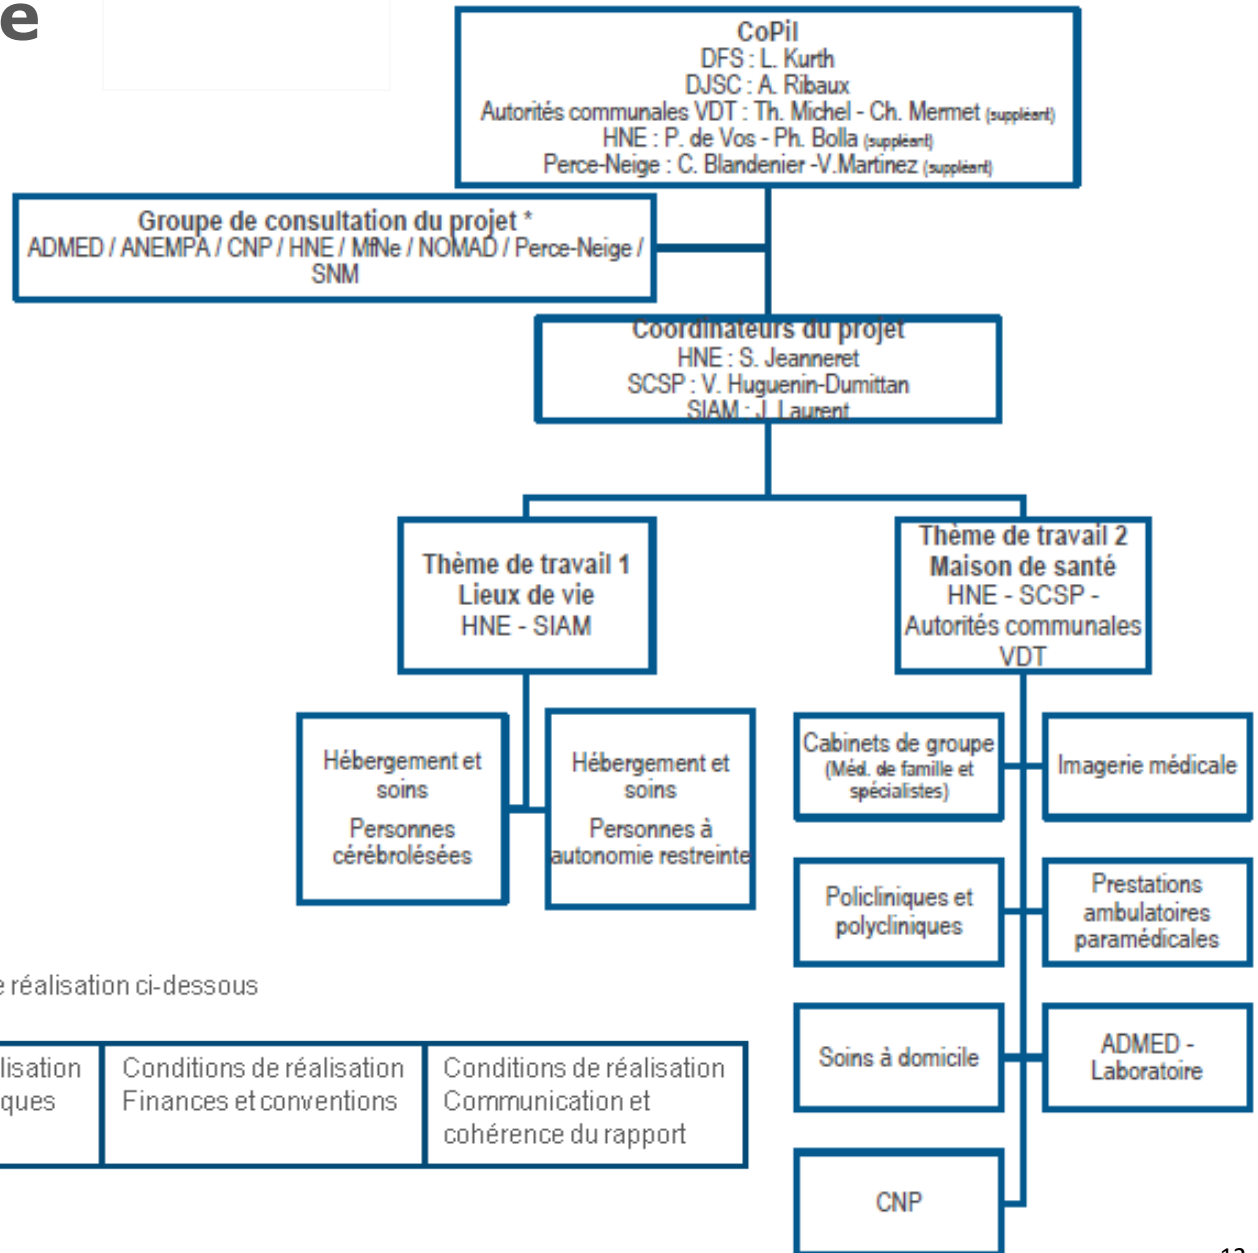 e
CoPil
DFS : L. Kurth
DJSC : A. Ribaux
Autorités communales VDT : Th. Michel - Ch. Mermet (suppléant)
HNE : P. de Vos - Ph. Bolla (suppléant)
Perce-Neige : C. Blandenier -V.Martinez (suppléant)
Groupe de consultation du projet *
ADMED / ANEMPA / CNP / HNE / MfNe / NOMAD / Perce-Neige /
SNM
Coordinateurs du projet
HNE : S. Jeanneret
SCSP : V. Huguenin-Dumittan
SIAM : J. Laurent
Thème de travail 1
Lieux de vie
HNE - SIAM
Thème de travail 2
Maison de santé
HNE - SCSP -
Autorités communales
VDT
Hébergement et
soins
Personnes
cérébrolésées
Hébergement et
soins
Personnes à
autonomie restreinte
Cabinets de groupe
(Méd. de famille et
spécialistes)
Imagerie médicale
Policliniques et
polycliniques
Prestations
ambulatoires
paramédicales
Soins à domicile
ADMED -
Laboratoire
CNP
e réalisation ci-dessous
lisation
ques
Conditions de réalisation
Finances et conventions
Conditions de réalisation
Communication et
cohérence du rapport